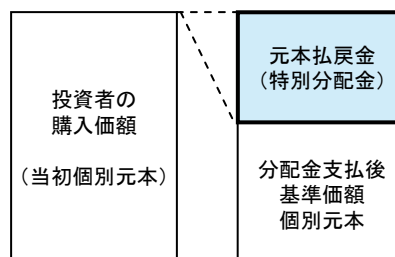 投資者の
購入価額
（当初個別元本）
元本払戻金
（特別分配金）
分配金支払後
基準価額
個別元本